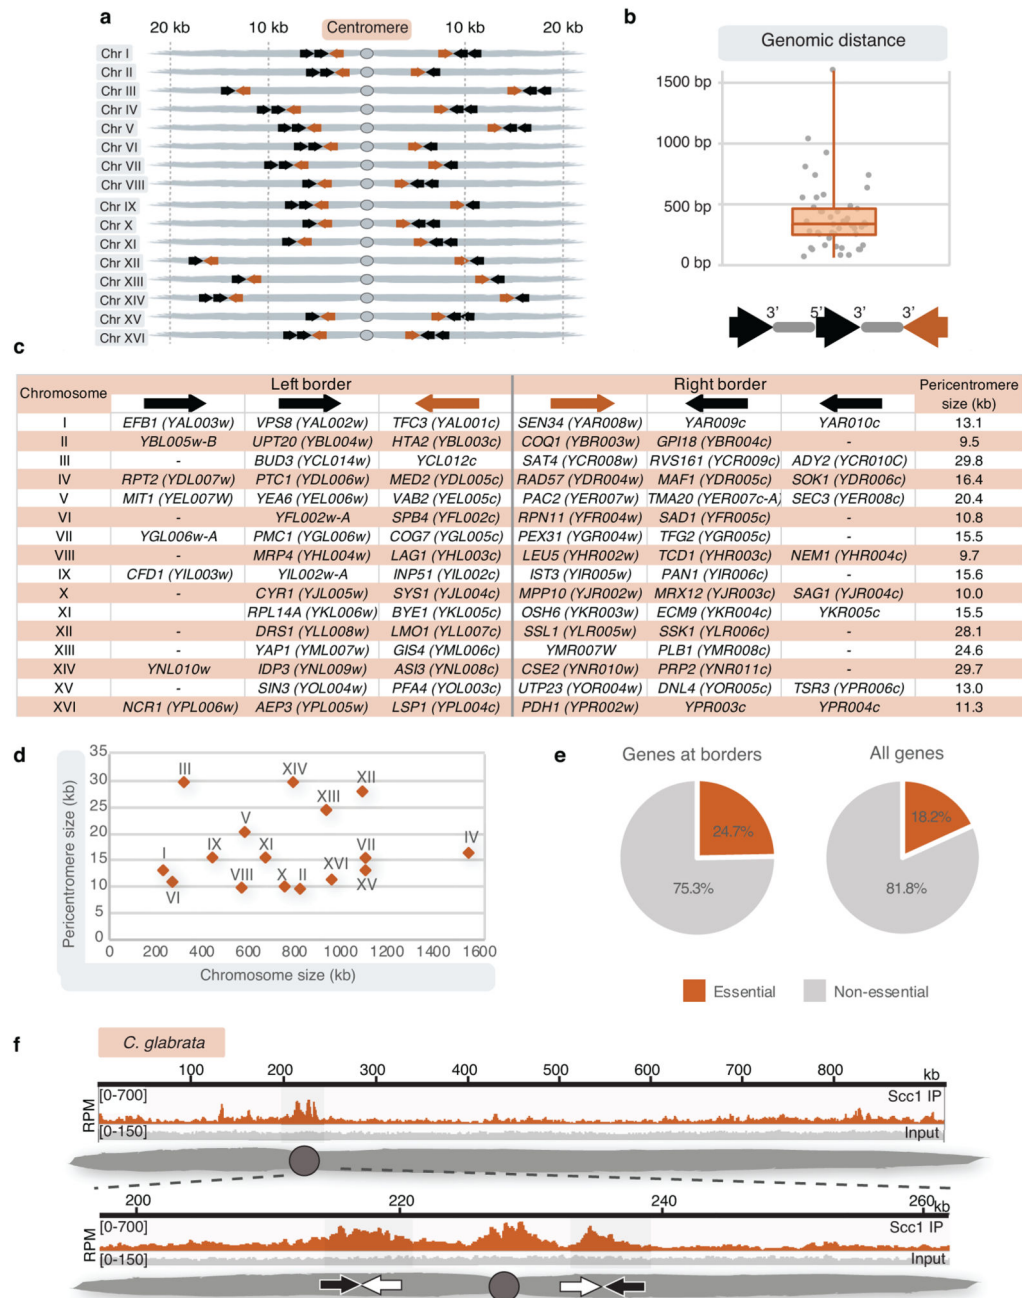 a
20 kb 10 kb Centromere 10 kb 20 kb
Chr I
Chr II
Chr III
Chr IV
Chr V
Chr VI
Chr VII
Chr VIII
Chr IX
Chr X
Chr XI
Chr XII
Chr XIII
Chr XIV
Chr XV
Chr XVI
b
Genomic distance
1500 bp
1000 bp
500 bp
0 bp
3' 5' 3' 3'
c
Chromosome Left border Right border Pericentromere size (kb)
I EFB1 (YAL003w) VPS8 (YAL002w) TFC3 (YAL001c) SEN34 (YAR008w) YAR009c YAR010c 13.1
II YBL005w-B UPT20 (YBL004w) HTA2 (YBL003c) COQ1 (YBR003w) GPI18 (YBR004c) - 9.5
III - BUD3 (YCL014w) YCL012c SAT4 (YCR008w) RVS161 (YCR009c) ADY2 (YCR010C) 29.8
IV RPT2 (YDL007w) PTC1 (YDL006w) MED2 (YDL005c) RAD57 (YDR004w) MAF1 (YDR005c) SOK1 (YDR006c) 16.4
V MIT1 (YEL007W) YEA6 (YEL006w) VAB2 (YEL005c) PAC2 (YER007w) TMA20 (YER007c-A) SEC3 (YER008c) 20.4
VI - YFL002w-A SPB4 (YFL002c) RPN11 (YFR004w) SAD1 (YFR005c) - 10.8
VII YGL006w-A PMC1 (YGL006w) COG7 (YGL005c) PEX31 (YGR004w) TFG2 (YGR005c) - 15.5
VIII - MRP4 (YHL004w) LAG1 (YHL003c) LEU5 (YHR002w) TCD1 (YHR003c) NEM1 (YHR004c) 9.7
IX CFD1 (YIL003w) YIL002w-A INP51 (YIL002c) IST3 (YIR005w) PAN1 (YIR006c) - 15.6
X - CYR1 (YJL005w) SYS1 (YJL004c) MPP10 (YJR002w) MRX12 (YJR003c) SAG1 (YJR004c) 10.0
XI RPL14A (YKL006w) BYE1 (YKL005c) OSH6 (YKR003w) ECM9 (YKR004c) YKR005c 15.5
XII - DRS1 (YLL008w) LMO1 (YLL007c) SSL1 (YLR005w) SSK1 (YLR006c) - 28.1
XIII - YAP1 (YML007w) GIS4 (YML006c) YMR007W PLB1 (YMR008c) - 24.6
XIV YNL010w IDP3 (YNL009w) ASI3 (YNL008c) CSE2 (YNR010w) PRP2 (YNR011c) - 29.7
XV - SIN3 (YOL004w) PFA4 (YOL003c) UTP23 (YOR004w) DNL4 (YOR005c) TSR3 (YPR006c) 13.0
XVI NCR1 (YPL006w) AEP3 (YPL005w) LSP1 (YPL004c) PDH1 (YPR002w) YPR003c YPR004c 11.3
d
Pericentromere size (kb)
35
30
25
20
15
10
5
0
III XIV XII
XIII
V
I IX XI VII IV
VI VIII X II XVI XV
0 200 400 600 800 1000 1200 1400 1600
Chromosome size (kb)
e
Genes at borders All genes
24.7%
75.3%
18.2%
81.8%
Essential Non-essential
f
C. glabrata
100 200 300 400 500 600 700 800 kb
RPM
[0-700] Scc1 IP
[0-150] Input
200 220 240 260 kb
RPM
[0-700] Scc1 IP
[0-150] Input